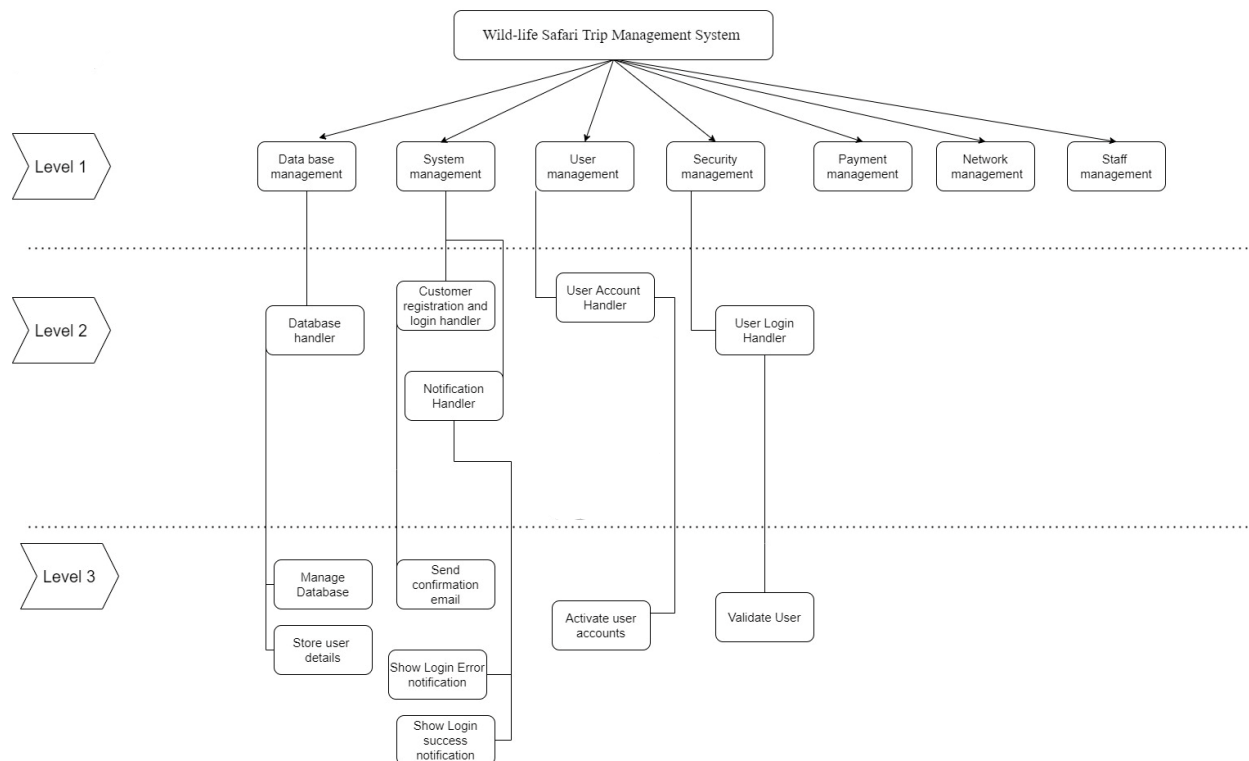 Wild-life Safari Trip Management System
Level 1
Data base
management
System
management
User
management
Security
management
Payment
management
Network
management
Staff
management
Level 2
Database
handler
Customer
registration and
login handler
Notification
Handler
User Account
Handler
User Login
Handler
Level 3
Manage
Database
Store user
details
Send
confirmation
email
Show Login Error
notification
Show Login
success
notification
Activate user
accounts
Validate User